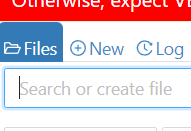 Otherwise, expect
Files New Log
Search or create file